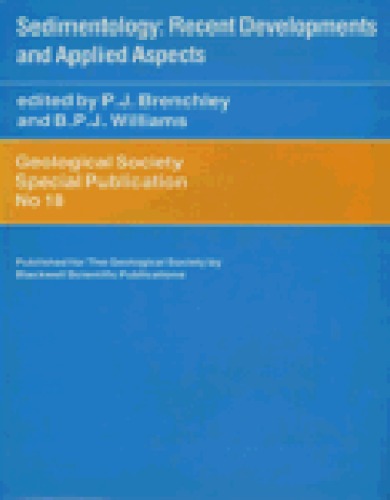 Sedimentology: Recent Developments
and Applied Aspects
edited by P.J. Brenchley
and B.P.J. Williams
Geological Society
Special Publication
No 18
Published for The Geological Society by
Blackwell Scientific Publications